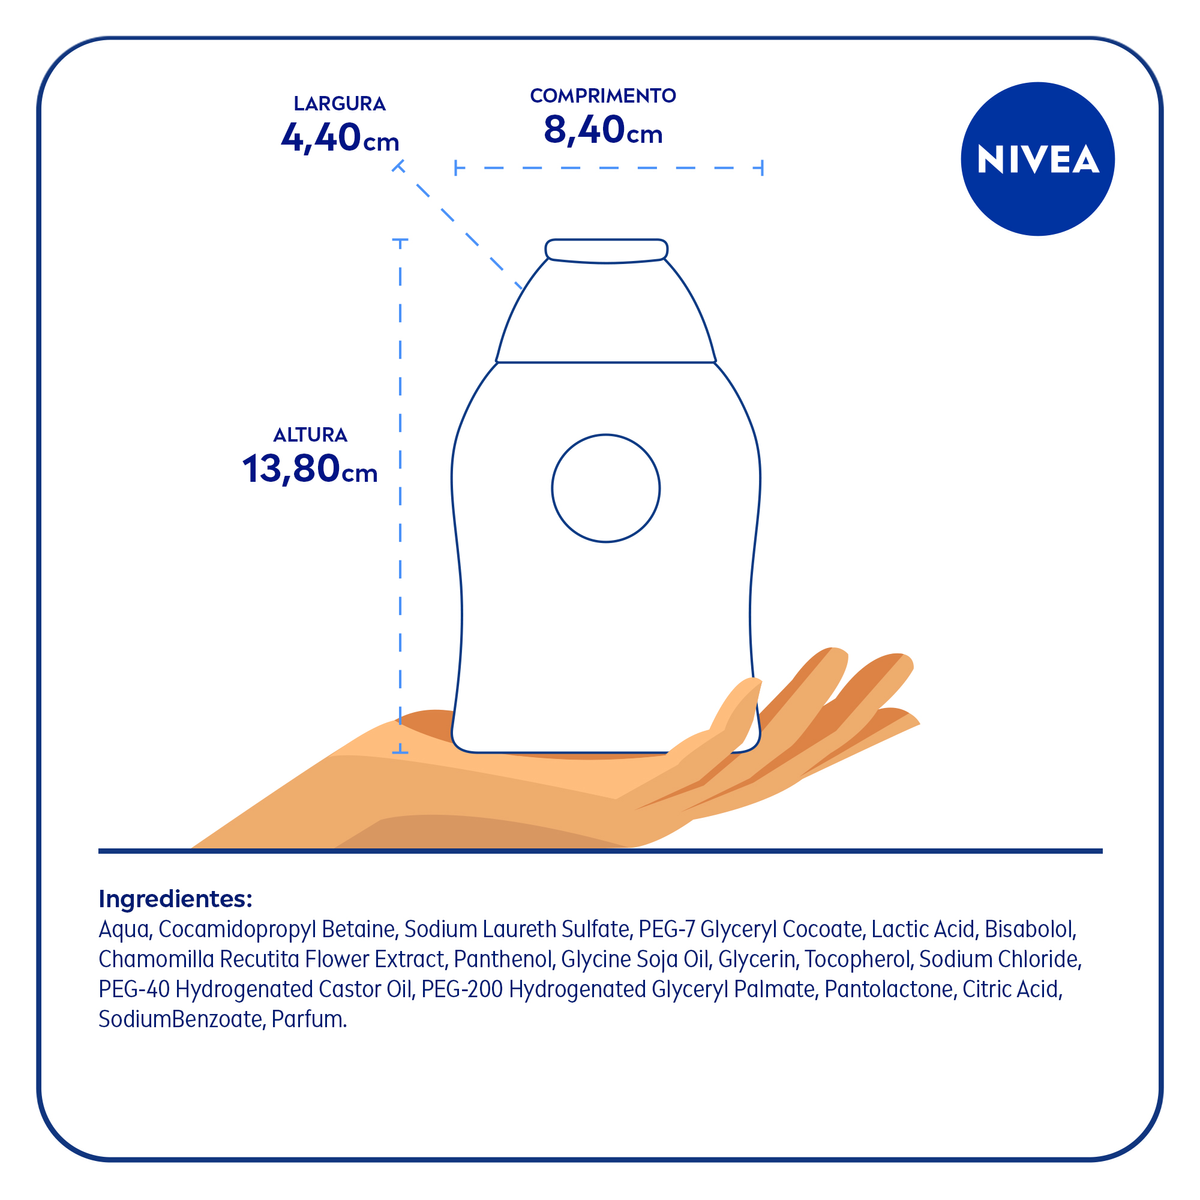 LARGURA
4,40cm
COMPRIMENTO
8,40cm
NIVEA
ALTURA
13,80cm
Ingredientes:
Aqua, Cocamidopropyl Betaine, Sodium Laureth Sulfate, PEG-7 Glyceryl Cocoate, Lactic Acid, Bisabolol,
Chamomilla Recutita Flower Extract, Panthenol, Glycine Soja Oil, Glycerin, Tocopherol, Sodium Chloride,
PEG-40 Hydrogenated Castor Oil, PEG-200 Hydrogenated Glyceryl Palmate, Pantolactone, Citric Acid,
SodiumBenzoate, Parfum.